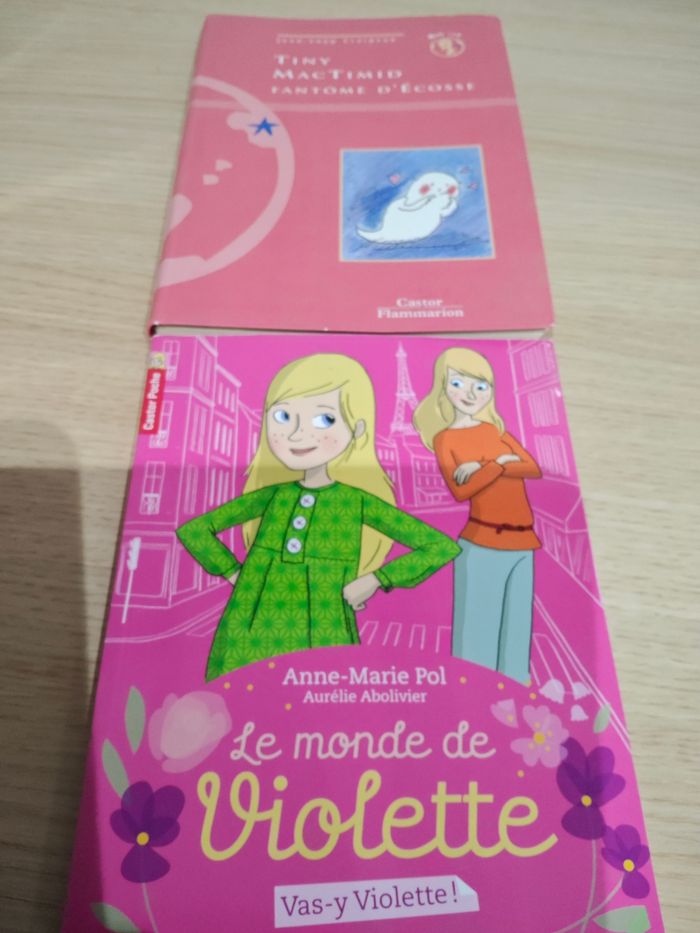 TINY
MACTIMID
FANTÔME D'ÉCOSSE
Castor
Flammarion
Castor Poche
Anne-Marie Pol
Aurélie Abolivier
Le monde de
Violette
Vas-y Violette !